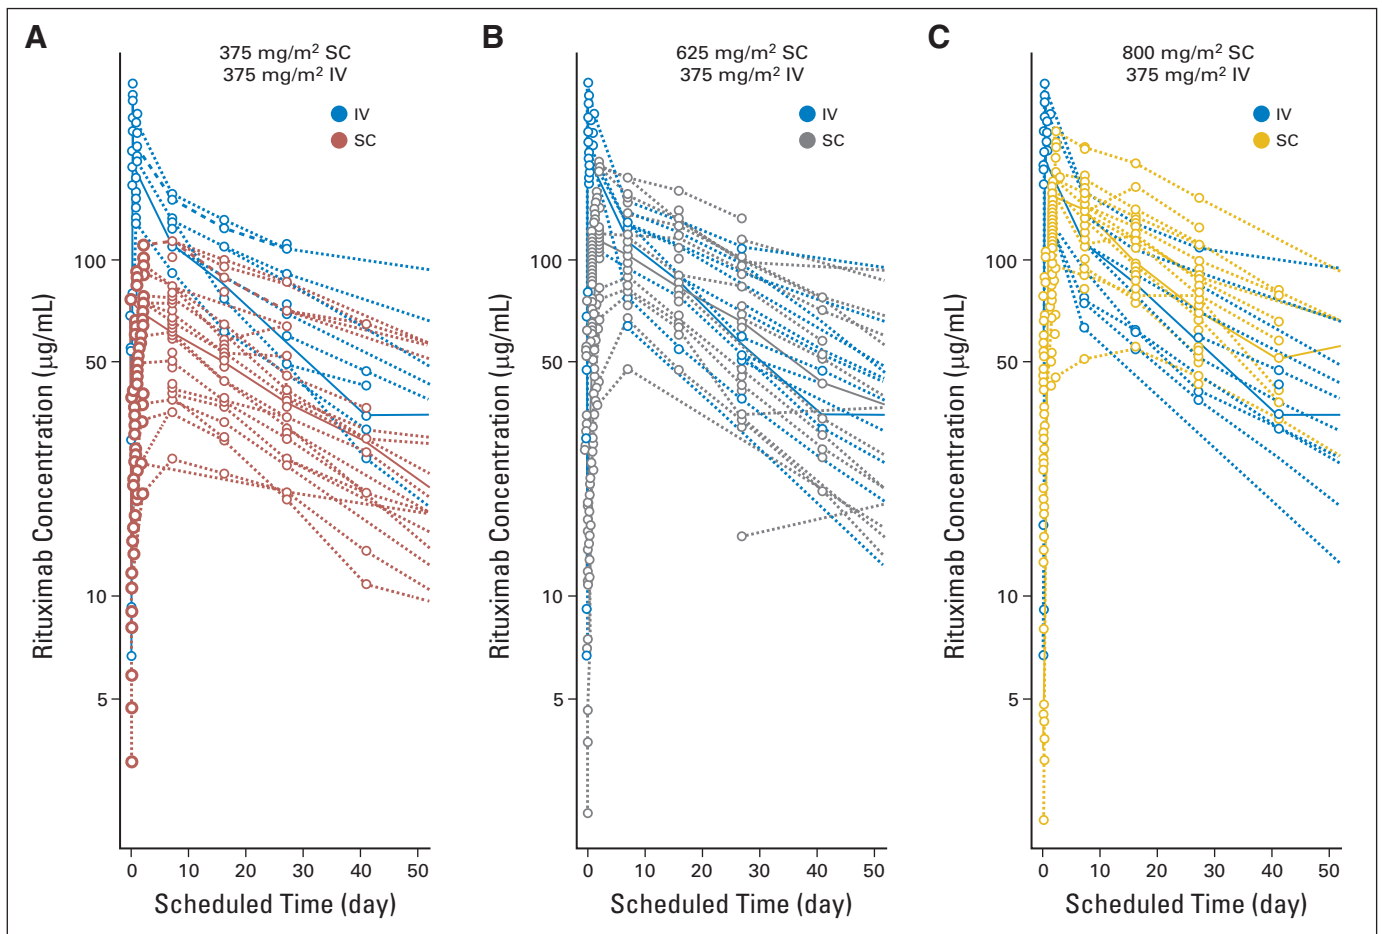 A
375 mg/m² SC
375 mg/m² IV
IV
SC
100
50
10
5
Rituximab Concentration (µg/mL)
0 10 20 30 40 50
Scheduled Time (day)
B
625 mg/m² SC
375 mg/m² IV
IV
SC
100
50
10
5
Rituximab Concentration (µg/mL)
0 10 20 30 40 50
Scheduled Time (day)
C
800 mg/m² SC
375 mg/m² IV
IV
SC
100
50
10
5
Rituximab Concentration (µg/mL)
0 10 20 30 40 50
Scheduled Time (day)